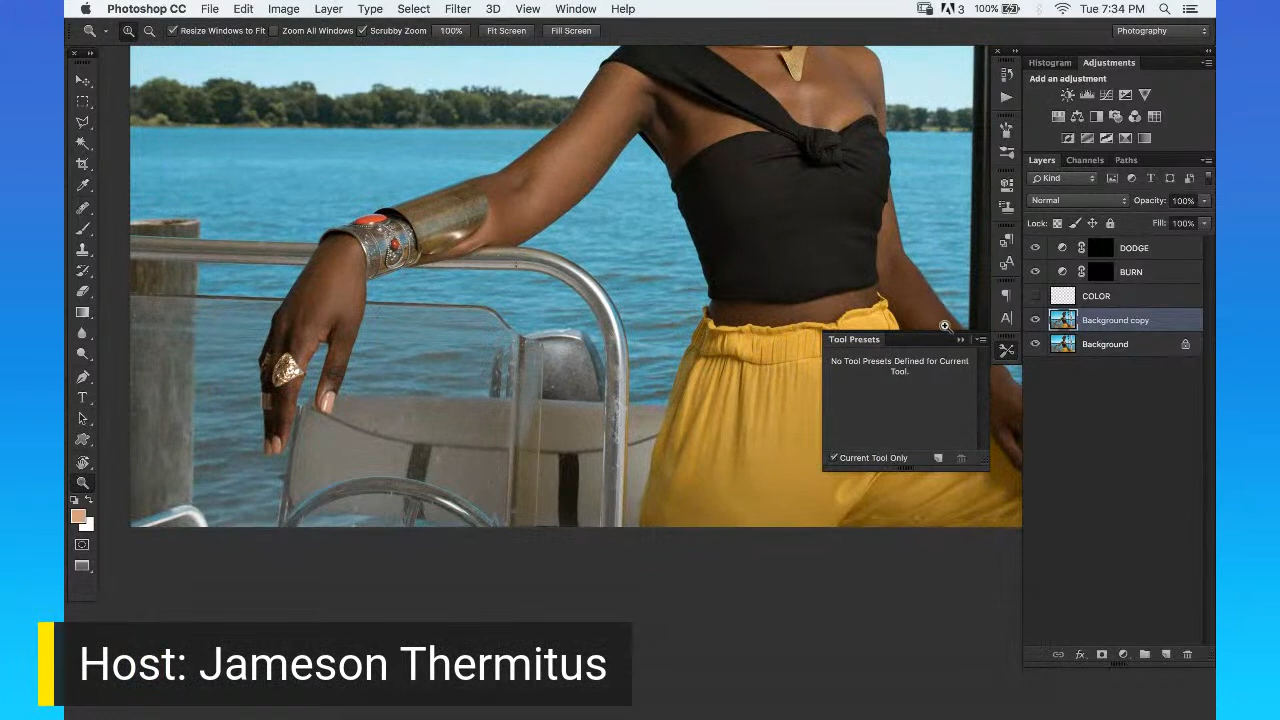 Photoshop CC File Edit Image Layer Type Select Filter 3D View Window Help 3 100% Tue 7:34 PM
Resize Windows to Fit Zoom All Windows Scrubby Zoom 100% Fit Screen Fill Screen Photography
Histogram Adjustments
Add an adjustment
Layers Channels Paths
Kind
Normal Opacity: 100%
Lock: Fill: 100%
DODGE
BURN
COLOR
Background copy
Background
Tool Presets
No Tool Presets Defined for Current
Tool.
Current Tool Only
Host: Jameson Thermitus